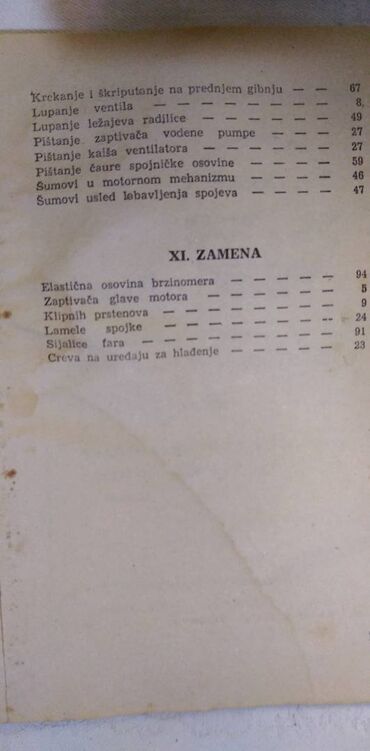 Krckanje i škriputanje na prednjem gibnju — — 67
Lupanje ventila — — — — — — — — 8,
Lupanje ležajeva radilice — — — — — — 49
Pištanje zaptivača vodene pumpe — — — — 27
Pištanje kaiša ventilatora — — — — — — 27
Pištanje čaure spojničke osovine — — — — 59
Šumovi u motornom mehanizmu — — — — 46
Šumovi usled labavljenja spojeva — — — — 47
XI. ZAMENA
Elastična osovina brzinomera — — — — — 94
Zaptivača glave motora — — — — — — 5
Klipnih prstenova — — — — — — — 9
Lamele spojke — — — — — — — — 24
Sijalice fara — — — — — — — — 91
Creva na uređaju za hlađenje — — — — — 23